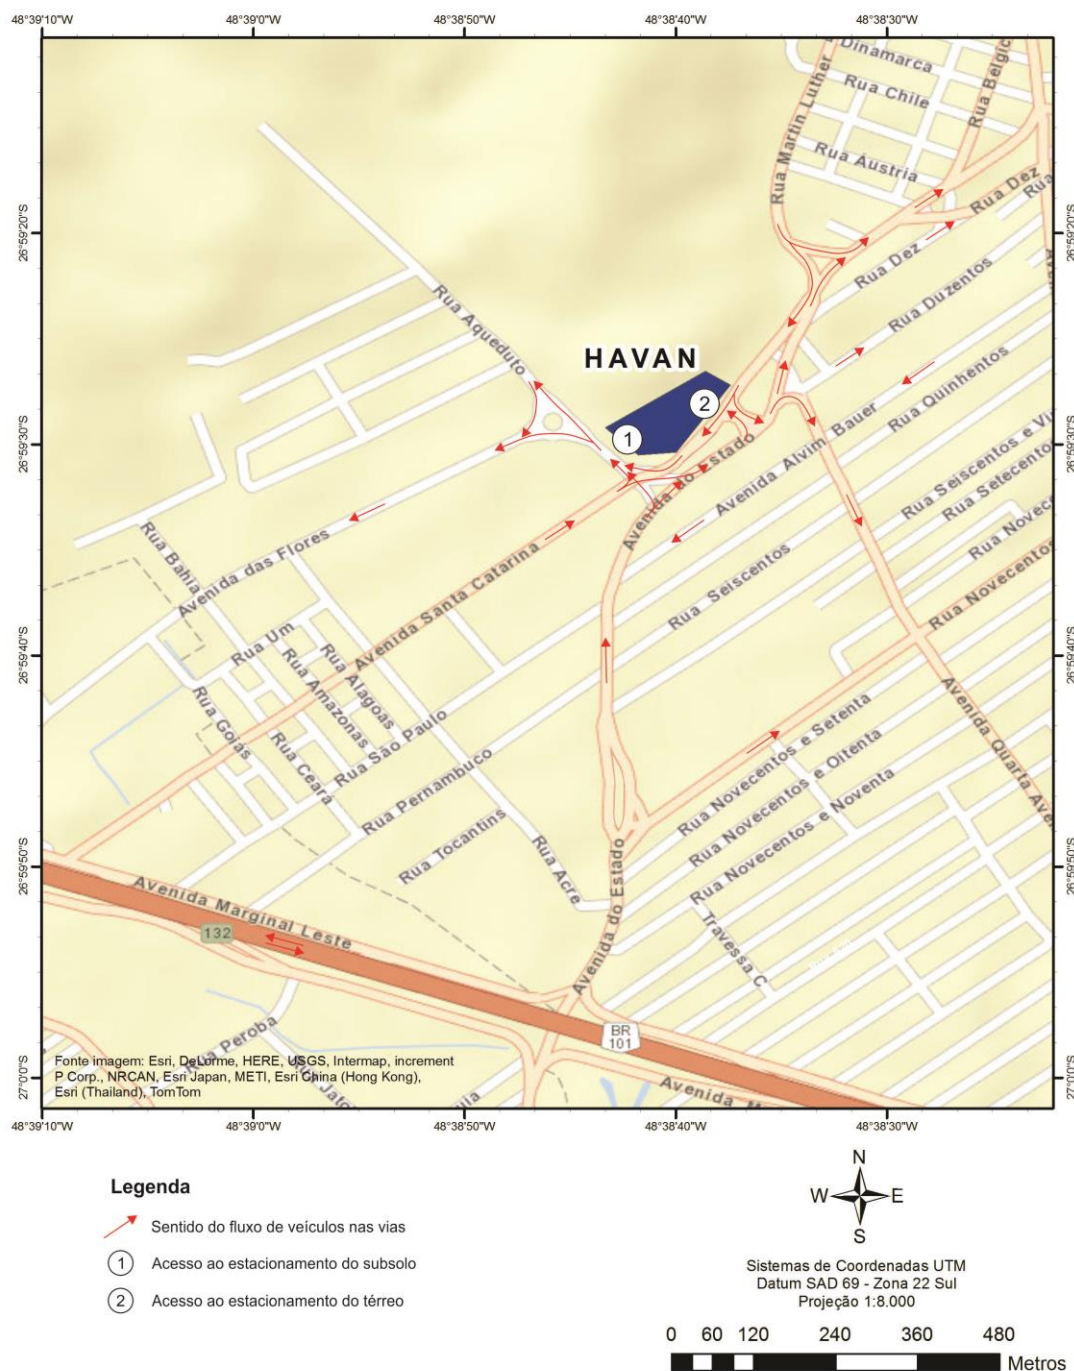 48°39'10"W 48°39'0"W 48°38'50"W 48°38'40"W 48°38'30"W
Dinamarca
Rua Chile
Rua Belgic
Rua Martin Luther
Rua Áustria
Rua Dez
26°59'20"S
26°59'20"S
Rua Dez
Rua Duzentos
Rua Aqueduto
HAVAN
2
1
Rua Quinhentos
26°59'30"S
26°59'30"S
Avenida do Estado
Avenida Alvim Bauer
Rua Seiscentos e
Rua Setecentos
Rua Novec
Rua Bahia
Avenida das Flores
Avenida Santa Catarina
Rua Seiscentos
Rua Novecentos
26°59'40"S
26°59'40"S
Rua Um
Rua Alagoas
Rua Amazonas
Rua Goiás
Rua Ceará
Rua São Paulo
Rua Pernambuco
Rua Tocantins
Rua Acre
Rua Novecentos e Setenta
Rua Novecentos e Oitenta
Rua Novecentos e Noventa
Avenida Quarta Aven
26°59'50"S
26°59'50"S
Avenida Marginal Leste
132
Avenida do Estado
Travessa C
BR
101
Rua Peroba
27°0'0"S
27°0'0"S
Avenida
Fonte imagem: Esri, DeLorme, HERE, USGS, Intermap, increment
P Corp., NRCAN, Esri Japan, METI, Esri China (Hong Kong),
Esri (Thailand), TomTom
48°39'10"W 48°39'0"W 48°38'50"W 48°38'40"W 48°38'30"W
Legenda
Sentido do fluxo de veículos nas vias
1 Acesso ao estacionamento do subsolo
2 Acesso ao estacionamento do térreo
N
W E
S
Sistemas de Coordenadas UTM
Datum SAD 69 - Zona 22 Sul
Projeção 1:8.000
0 60 120 240 360 480
Metros